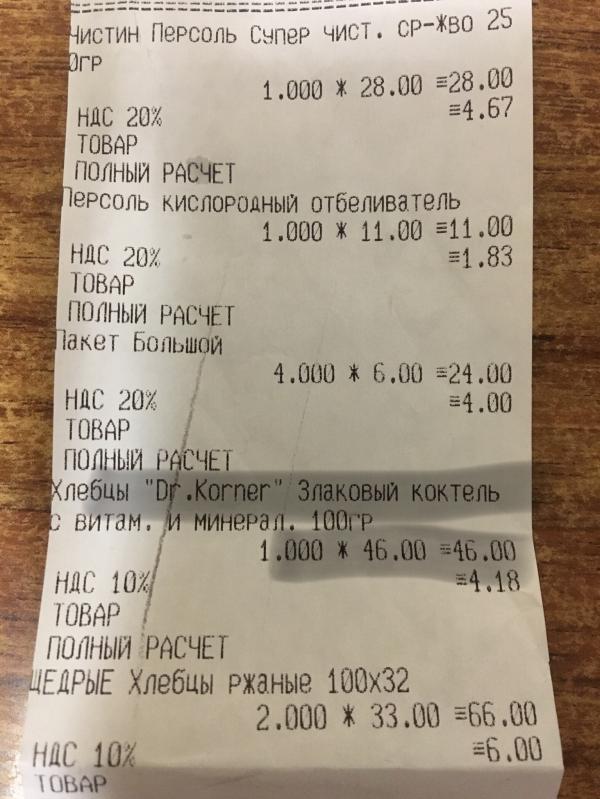 Чистин Персоль Супер чист. ср-жво 25
0гр
1.000 * 28.00 ≡28.00
НДС 20% ≡4.67
ТОВАР
ПОЛНЫЙ РАСЧЕТ
Персоль кислородный отбеливатель
1.000 * 11.00 ≡11.00
НДС 20% ≡1.83
ТОВАР
ПОЛНЫЙ РАСЧЕТ
Пакет Большой
4.000 * 6.00 ≡24.00
НДС 20% ≡4.00
ТОВАР
ПОЛНЫЙ РАСЧЕТ
Хлебцы "Dr.Korner" Злаковый коктель
с витам. и минерал. 100гр
1.000 * 46.00 ≡46.00
НДС 10% ≡4.18
ТОВАР
ПОЛНЫЙ РАСЧЕТ
ЩЕДРЫЕ Хлебцы ржаные 100х32
2.000 * 33.00 ≡66.00
НДС 10% ≡6.00
ТОВАР